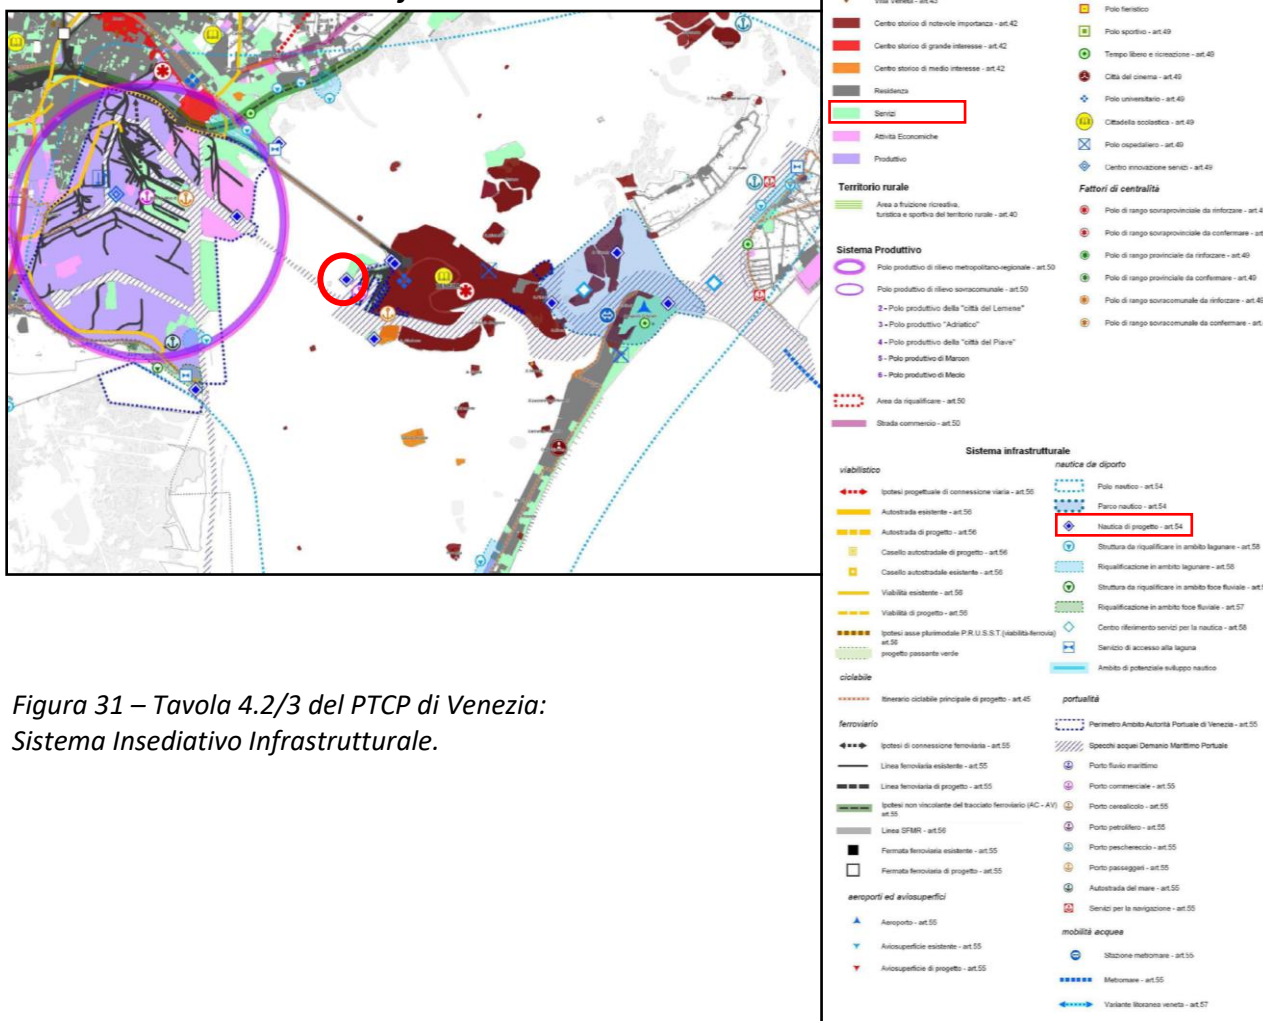 Villa Veneta - art.43
Centro storico di notevole importanza - art.42
Centro storico di grande interesse - art.42
Centro storico di medio interesse - art.42
Residenza
Servizi
Attività Economiche
Produttivo
Territorio rurale
Area a fruizione ricreativa,
turistica e sportiva del territorio rurale - art.40
Sistema Produttivo
Polo produttivo di rilievo metropolitano-regionale - art.50
Polo produttivo di rilievo sovracomunale - art.50
2 - Polo produttivo della "città del Lemene"
3 - Polo produttivo "Adriatico"
4 - Polo produttivo della "città del Piave"
5 - Polo produttivo di Marcon
6 - Polo produttivo di Meolo
Area da riqualificare - art.50
Strada commercio - art.50
Polo fieristico
Polo sportivo - art.49
Tempo libero e ricreazione - art.49
Città del cinema - art.49
Polo universitario - art.49
Cittadella scolastica - art.49
Polo ospedaliero - art.49
Centro innovazione servizi - art.49
Fattori di centralità
Polo di rango sovraprovinciale da rinforzare - art.4
Polo di rango sovraprovinciale da confermare - art
Polo di rango provinciale da rinforzare - art.49
Polo di rango provinciale da confermare - art.49
Polo di rango sovracomunale da rinforzare - art.49
Polo di rango sovracomunale da confermare - art.
Sistema infrastrutturale
viabilistico
Ipotesi progettuale di connessione viaria - art.56
Autostrada esistente - art.56
Autostrada di progetto - art.56
Casello autostradale di progetto - art.56
Casello autostradale esistente - art.56
Viabilità esistente - art.56
Viabilità di progetto - art.56
Ipotesi asse plurimodale P.R.U.S.S.T.(viabilità-ferrovia)
art.56
progetto passante verde
ciclabile
Itinerario ciclabile principale di progetto - art.45
ferroviario
Ipotesi di connessione ferroviaria - art.55
Linea ferroviaria esistente - art.55
Linea ferroviaria di progetto - art.55
Ipotesi non vincolante del tracciato ferroviario (AC - AV)
art.55
Linea SFMR - art.56
Fermata ferroviaria esistente - art.55
Fermata ferroviaria di progetto - art.55
aeroporti ed aviosuperfici
Aeroporto - art.55
Aviosuperficie esistente - art.55
Aviosuperficie di progetto - art.55
nautica da diporto
Polo nautico - art.54
Parco nautico - art.54
Nautica di progetto - art.54
Struttura da riqualificare in ambito lagunare - art.58
Riqualificazione in ambito lagunare - art.56
Struttura da riqualificare in ambito foce fluviale - art.5
Riqualificazione in ambito foce fluviale - art.57
Centro riferimento servizi per la nautica - art.58
Servizio di accesso alla laguna
Ambito di potenziale sviluppo nautico
portualità
Perimetro Ambito Autorità Portuale di Venezia - art.55
Specchi acquei Demanio Marittimo Portuale
Porto fluvio marittimo
Porto commerciale - art.55
Porto cerealicolo - art.55
Porto petrolifero - art.55
Porto peschereccio - art.55
Porto passeggeri - art.55
Autostrada del mare - art.55
Servizi per la navigazione - art.55
mobilità acquea
Stazione metromare - art.55
Metromare - art.55
Variante litoranea veneta - art.57
Figura 31 – Tavola 4.2/3 del PTCP di Venezia:
Sistema Insediativo Infrastrutturale.